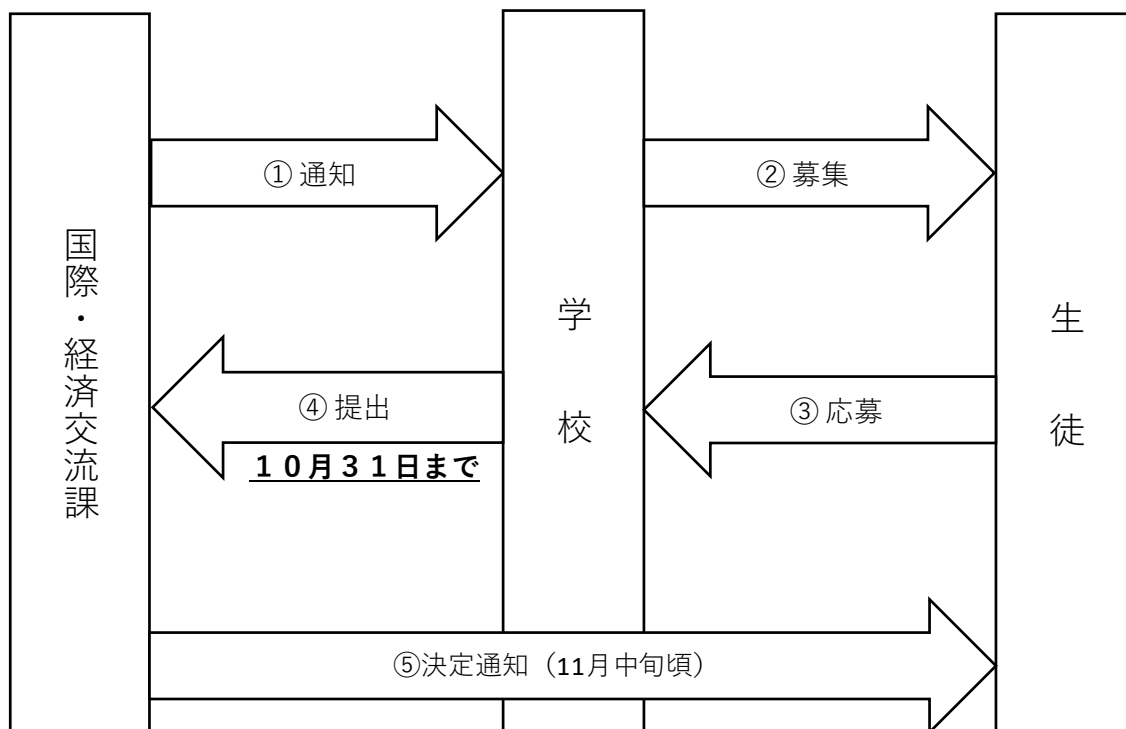 国際・経済交流課
学校
生徒
① 通知
② 募集
③ 応募
④ 提出
１０月３１日まで
⑤決定通知（11月中旬頃）